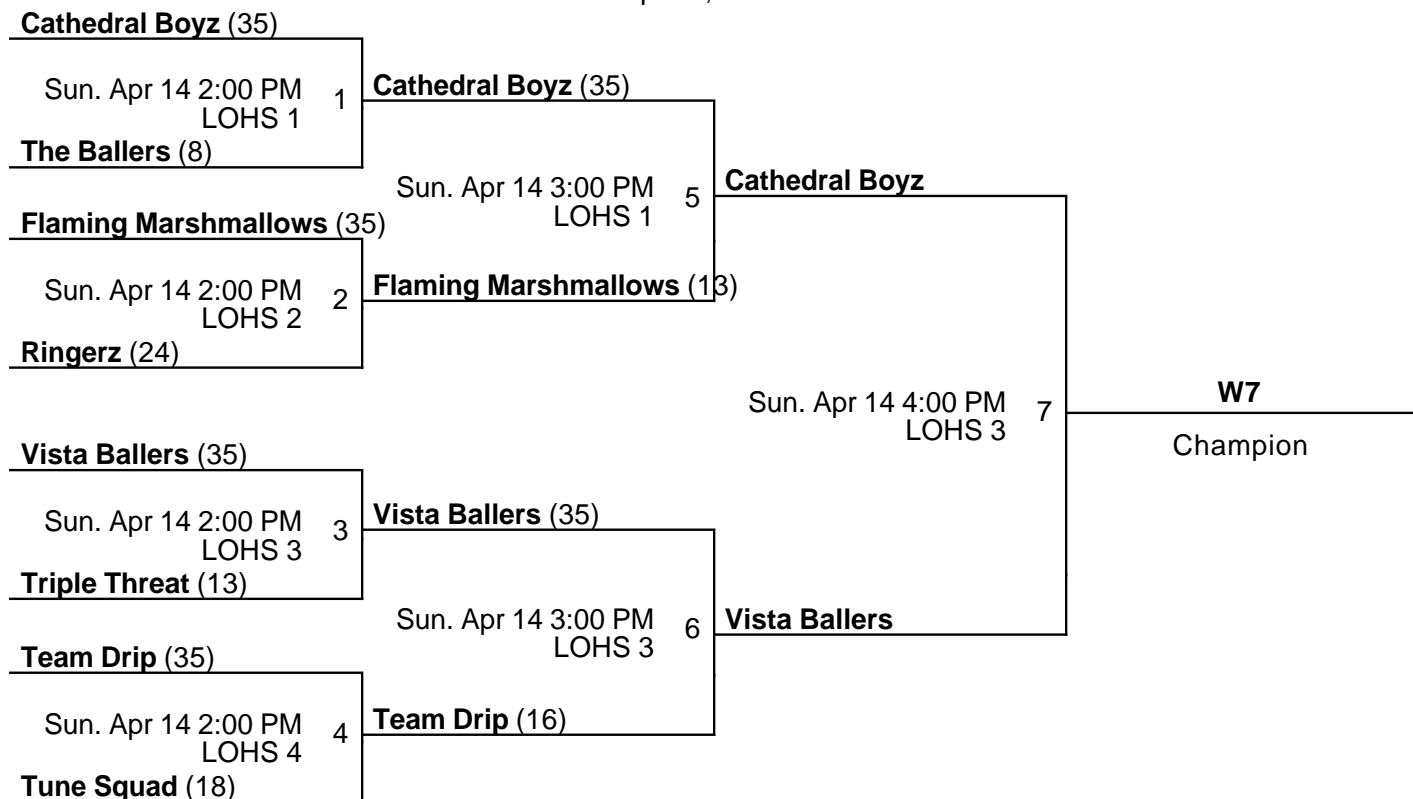 Cathedral Boyz (35)
Sun. Apr 14 2:00 PM
LOHS 1
1
The Ballers (8)
Cathedral Boyz (35)
Sun. Apr 14 3:00 PM
LOHS 1
5
Flaming Marshmallows (35)
Sun. Apr 14 2:00 PM
LOHS 2
2
Ringerz (24)
Flaming Marshmallows (13)
Cathedral Boyz
Sun. Apr 14 4:00 PM
LOHS 3
7
W7
Champion
Vista Ballers (35)
Sun. Apr 14 2:00 PM
LOHS 3
3
Triple Threat (13)
Vista Ballers (35)
Sun. Apr 14 3:00 PM
LOHS 3
6
Vista Ballers
Team Drip (35)
Sun. Apr 14 2:00 PM
LOHS 4
4
Tune Squad (18)
Team Drip (16)